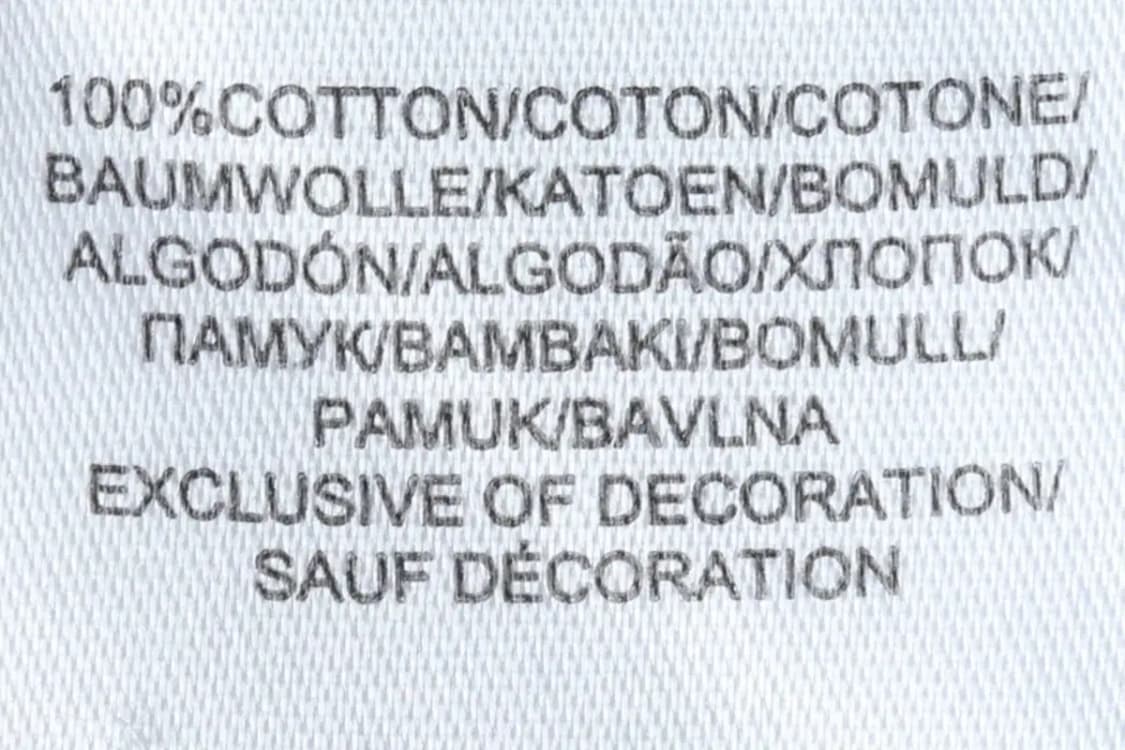 100%COTTON/COTON/COTONE/
BAUMWOLLE/KATOEN/BOMULD/
ALGODÓN/ALGODÃO/ХЛОПОК/
ПАМУК/BAMBAKI/BOMULL/
PAMUK/BAVLNA
EXCLUSIVE OF DECORATION/
SAUF DÉCORATION